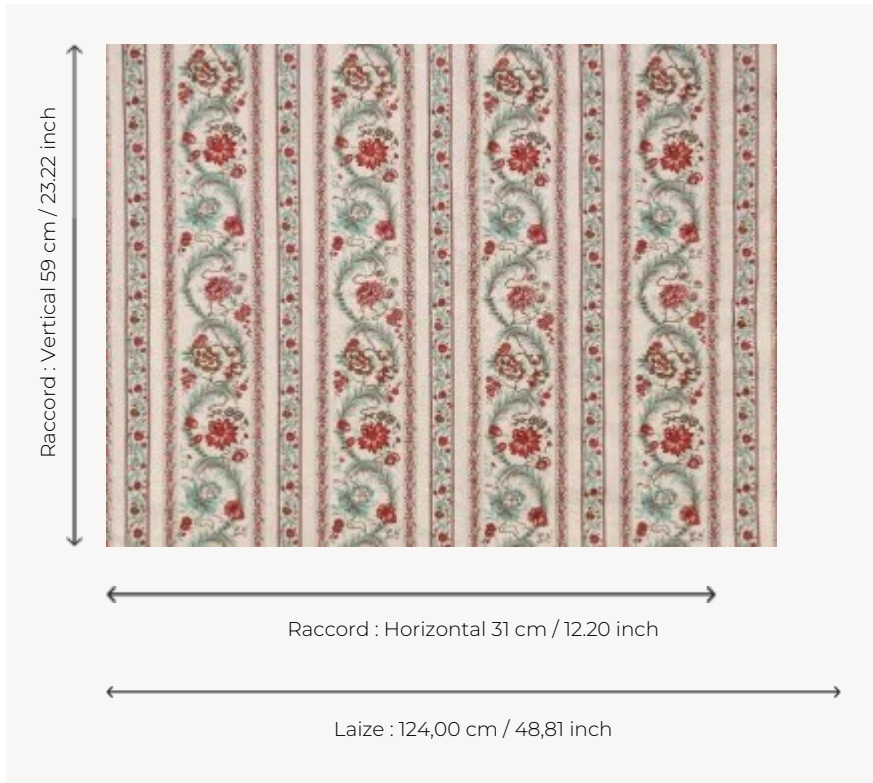 Raccord : Vertical 59 cm / 23.22 inch
Raccord : Horizontal 31 cm / 12.20 inch
Laize : 124,00 cm / 48,81 inch